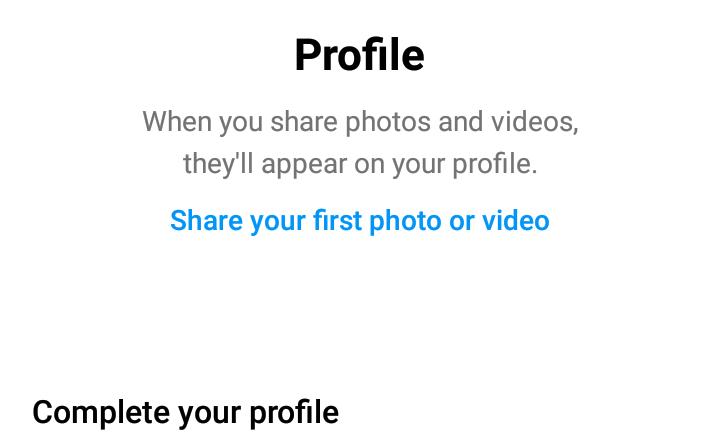 Profile
When you share photos and videos,
they'll appear on your profile.
Share your first photo or video
Complete your profile